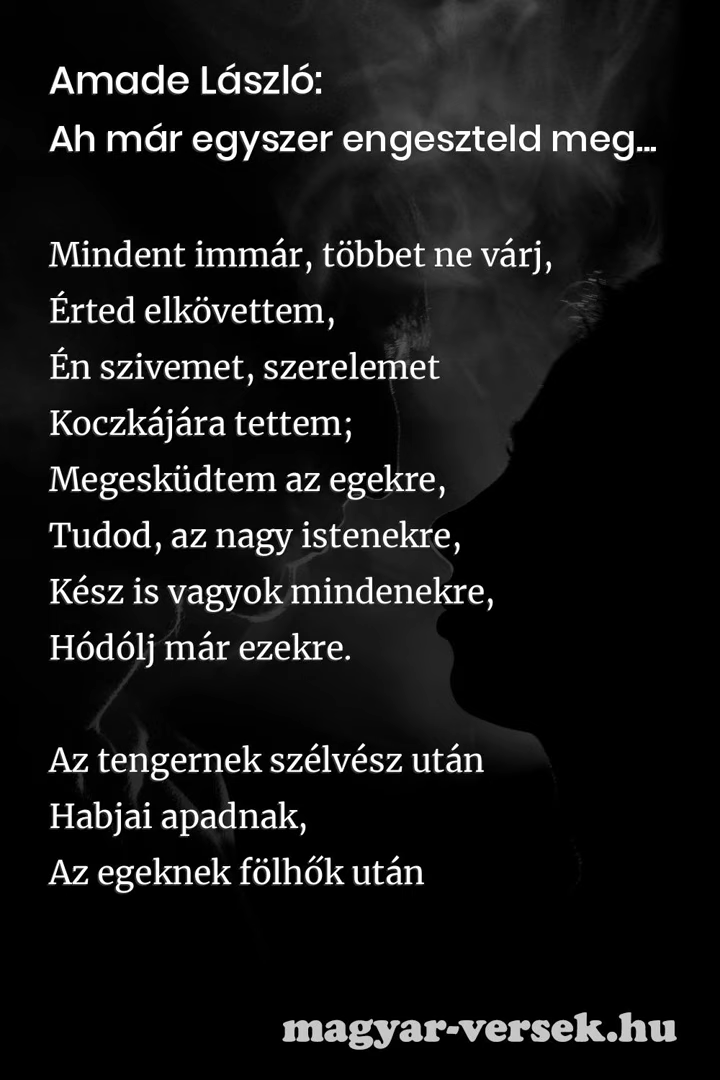 Amade László:
Ah már egyszer engeszteld meg...
Mindent immár, többet ne várj,
Érted elkövettem,
Én szivemet, szerelemet
Koczkájára tettem;
Megesküdtem az egekre,
Tudod, az nagy istenekre,
Kész is vagyok mindenekre,
Hódólj már ezekre.
Az tengernek szélvész után
Habjai apadnak,
Az egeknek fölhők után
magyar-versek.hu